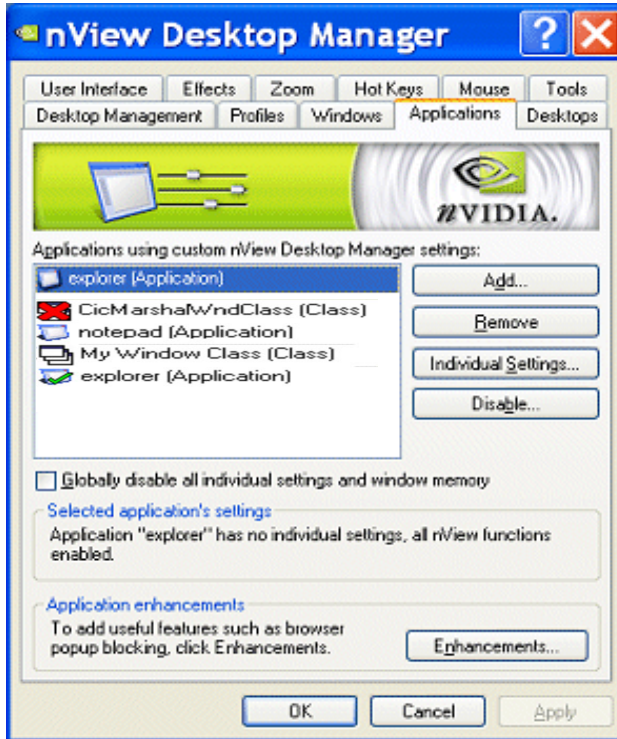 nView Desktop Manager
User Interface Effects Zoom Hot Keys Mouse Tools
Desktop Management Profiles Windows Applications Desktops
nVIDIA.
Applications using custom nView Desktop Manager settings:
explorer (Application)
CicMarshalWndClass (Class)
notepad (Application)
My Window Class (Class)
explorer (Application)
Add...
Remove
Individual Settings...
Disable...
Globally disable all individual settings and window memory
Selected application's settings
Application "explorer" has no individual settings, all nView functions
enabled.
Application enhancements
To add useful features such as browser
popup blocking, click Enhancements.
Enhancements...
OK Cancel Apply